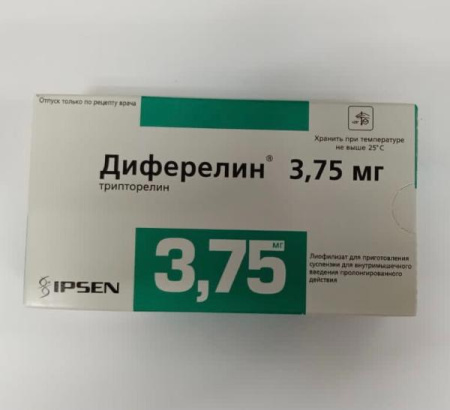 Отпуск только по рецепту врача
Хранить при температуре
не выше 25°C
Диферелин® 3,75 мг
трипторелин
3,75 мг
Лиофилизат для приготовления
суспензии для внутримышечного
введения пролонгированного
действия
IPSEN